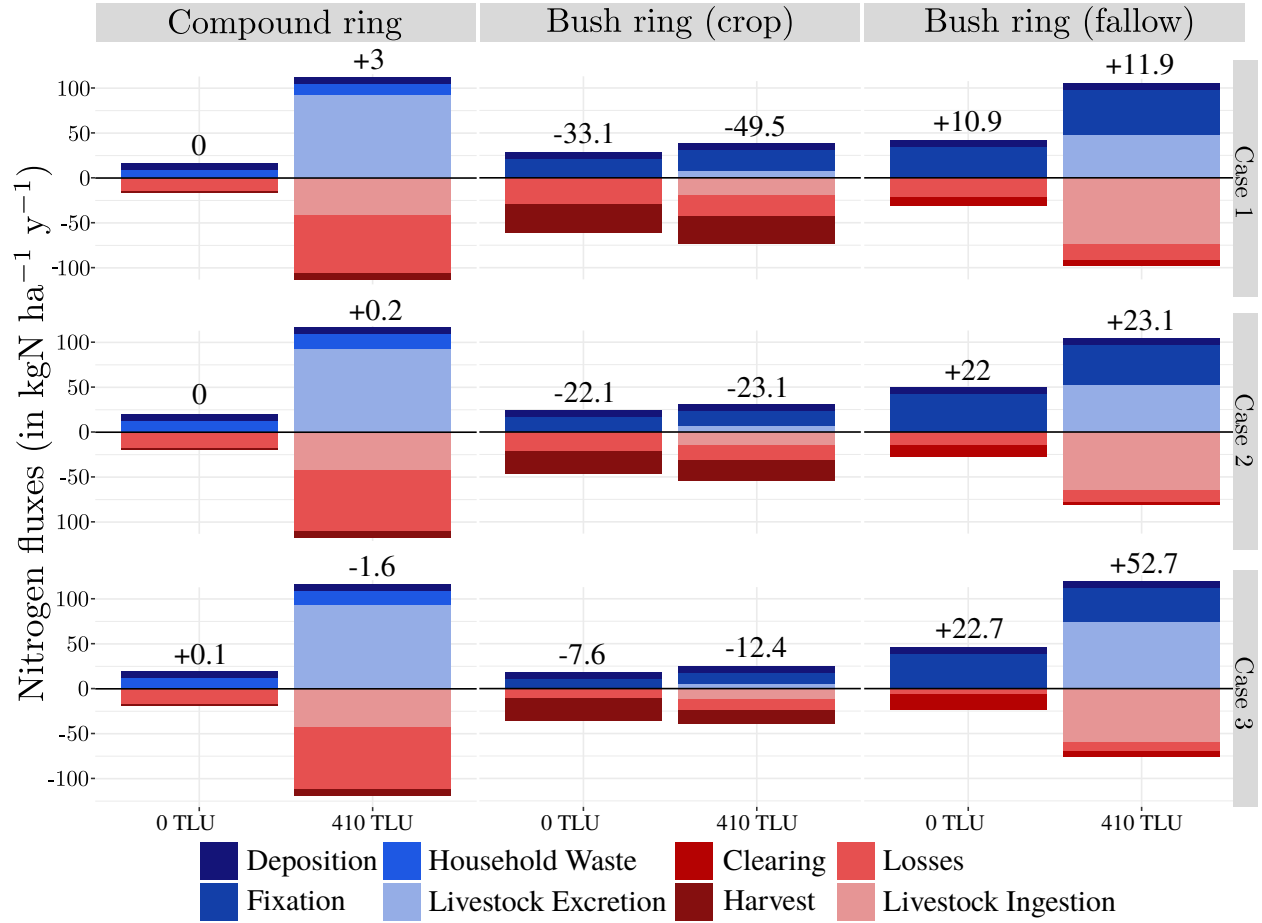 Compound ring Bush ring (crop) Bush ring (fallow)
Nitrogen fluxes (in kgN ha−1 y−1)
+3 +11.9
100
0 -33.1 -49.5 +10.9
50
0
-50
-100
Case 1
+0.2 +23.1
100
0 -22.1 -23.1 +22
50
0
-50
100
Case 2
-1.6 +52.7
100
+0.1 -7.6 -12.4 +22.7
50
0
-50
-100
Case 3
0 TLU 410 TLU 0 TLU 410 TLU 0 TLU 410 TLU
Deposition Household Waste Clearing Losses
Fixation Livestock Excretion Harvest Livestock Ingestion